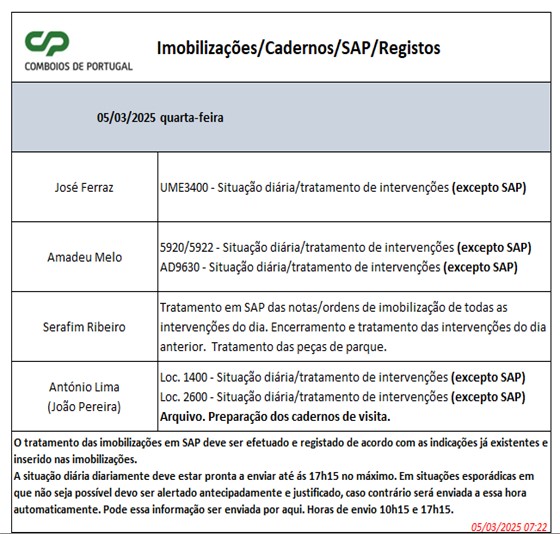 CP
COMBOIOS DE PORTUGAL
Imobilizações/Cadernos/SAP/Registos
05/03/2025 quarta-feira
José Ferraz
UME3400 - Situação diária/tratamento de intervenções (excepto SAP)
Amadeu Melo
5920/5922 - Situação diária/tratamento de intervenções (excepto SAP)
AD9630 - Situação diária/tratamento de intervenções (excepto SAP)
Serafim Ribeiro
Tratamento em SAP das notas/ordens de imobilização de todas as
intervenções do dia. Encerramento e tratamento das intervenções do dia
anterior. Tratamento das peças de parque.
António Lima
(João Pereira)
Loc. 1400 - Situação diária/tratamento de intervenções (excepto SAP)
Loc. 2600 - Situação diária/tratamento de intervenções (excepto SAP)
Arquivo. Preparação dos cadernos de visita.
O tratamento das imobilizações em SAP deve ser efetuado e registado de acordo com as indicações já existentes e
inserido nas imobilizações.
A situação diária diariamente deve estar pronta a enviar até ás 17h15 no máximo. Em situações esporádicas em
que não seja possível devo ser alertado antecipadamente e justificado, caso contrário será enviada a essa hora
automaticamente. Pode essa informação ser enviada por aqui. Horas de envio 10h15 e 17h15.
05/03/2025 07:22